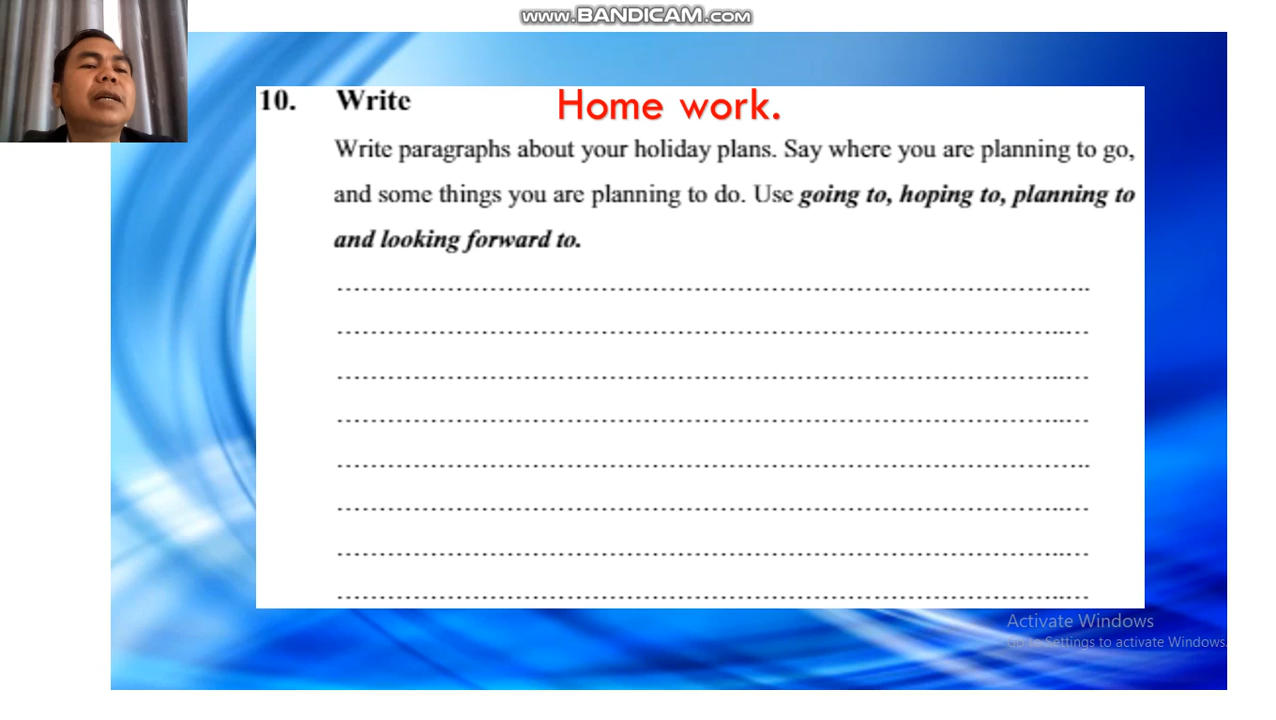 www.BANDICAM.com
10. Write
Home work.
Write paragraphs about your holiday plans. Say where you are planning to go,
and some things you are planning to do. Use going to, hoping to, planning to
and looking forward to.
Activate Windows
Go to Settings to activate Windows.